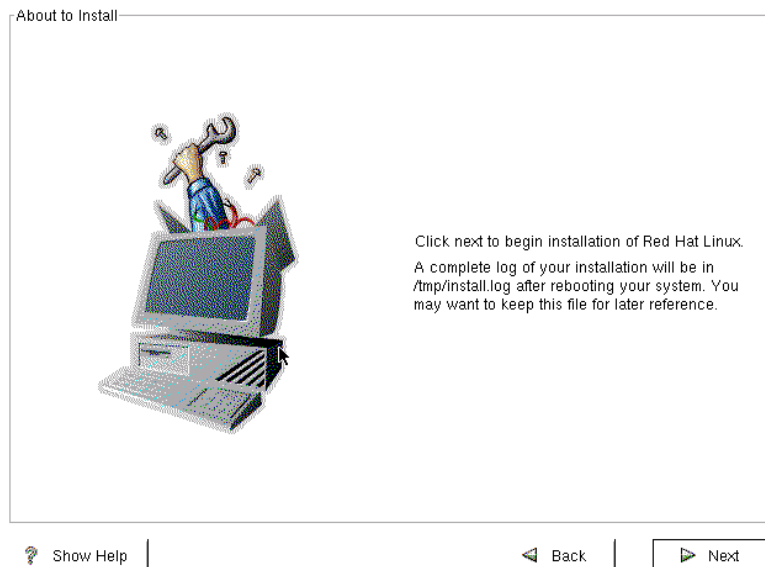 About to Install
Click next to begin installation of Red Hat Linux.
A complete log of your installation will be in
/tmp/install.log after rebooting your system. You
may want to keep this file for later reference.
Show Help
Back
Next